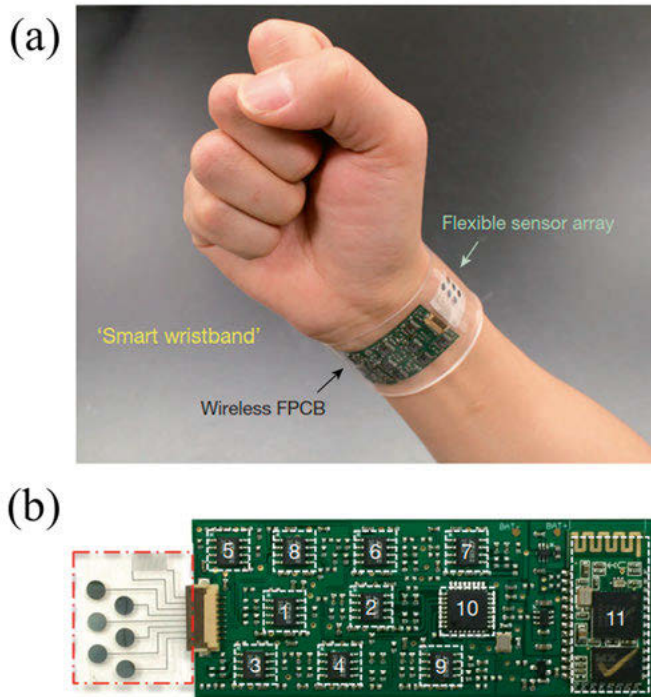 (a)
Flexible sensor array
'Smart wristband'
Wireless FPCB
(b)
BAT- BAT+
5 8 6 7
1 2 10 11
3 4 9